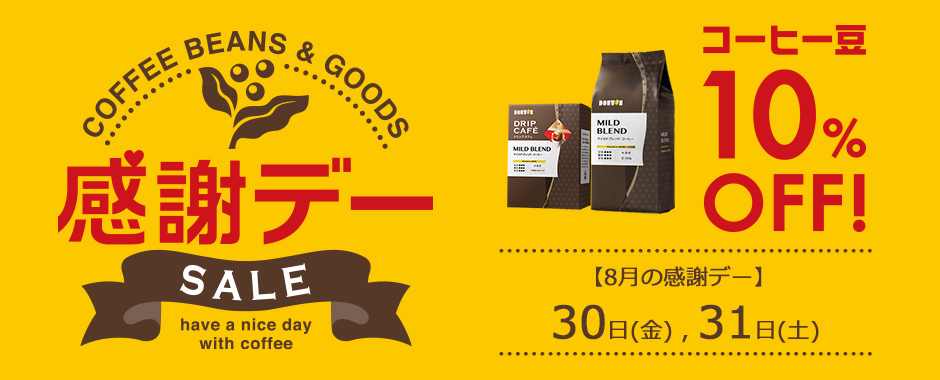 COFFEE BEANS & GOODS
感謝デー
SALE
have a nice day
with coffee
DOUTOR
DRIP
CAFÉ
MILD BLEND
DOUTOR
MILD
BLEND
コーヒー豆
10%
OFF!
【8月の感謝デー】
30日(金) , 31日(土)